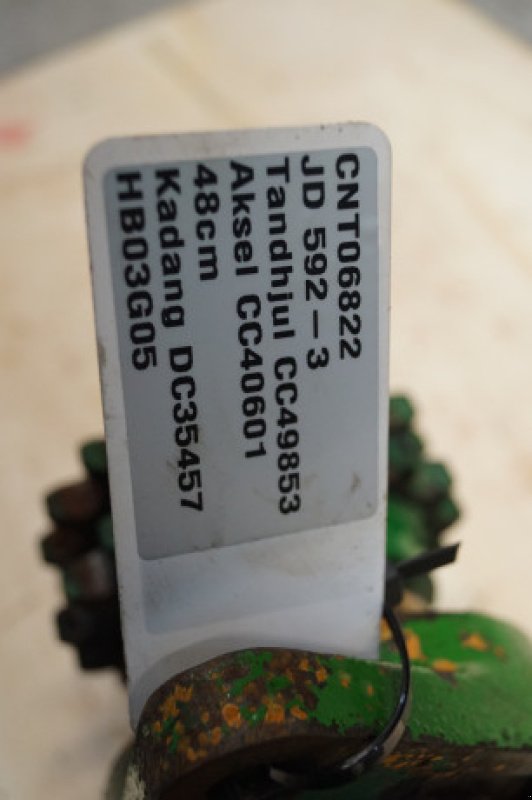 CNT06822
JD 592-3
Tandhjul CC49853
Aksel CC40601
48cm
Kadang DC35457
HB03G05